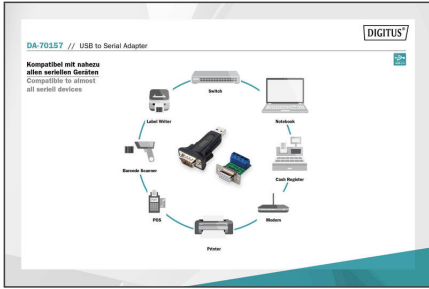 DIGITUS®
DA-70157 // USB to Serial Adapter
Kompatibel mit nahezu
allen seriellen Geräten
Compatible to almost
all seriell devices
Switch
Label Writer
Notebook
Barcode Scanner
Cash Register
POS
Modem
Printer